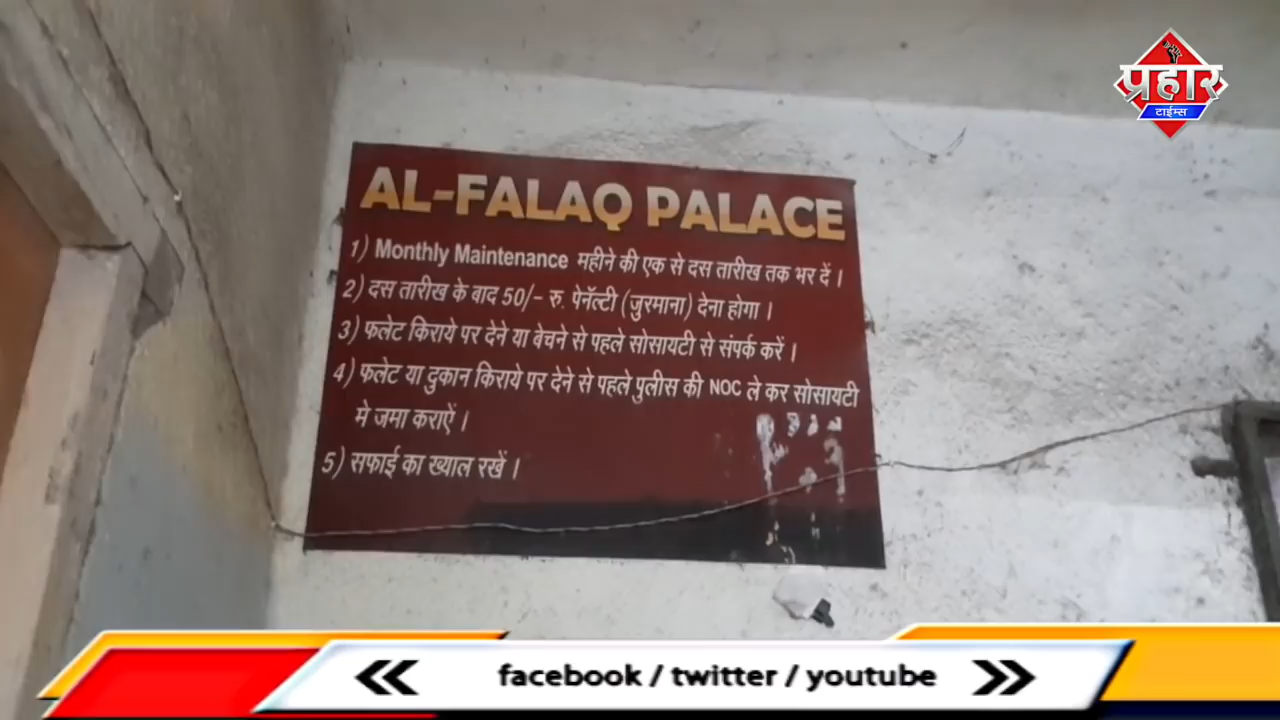 प्रहार
टाईम्स
AL-FALAQ PALACE
1) Monthly Maintenance महीने की एक से दस तारीख तक भर दें ।
2) दस तारीख के बाद 50/- रु. पेनॅल्टी (जुरमाना) देना होगा ।
3) फलेट किराये पर देने या बेचने से पहले सोसायटी से संपर्क करें ।
4) फलेट या दुकान किराये पर देने से पहले पुलीस की NOC ले कर सोसायटी
मे जमा कराऐं ।
5) सफाई का ख्याल रखें ।
facebook / twitter / youtube